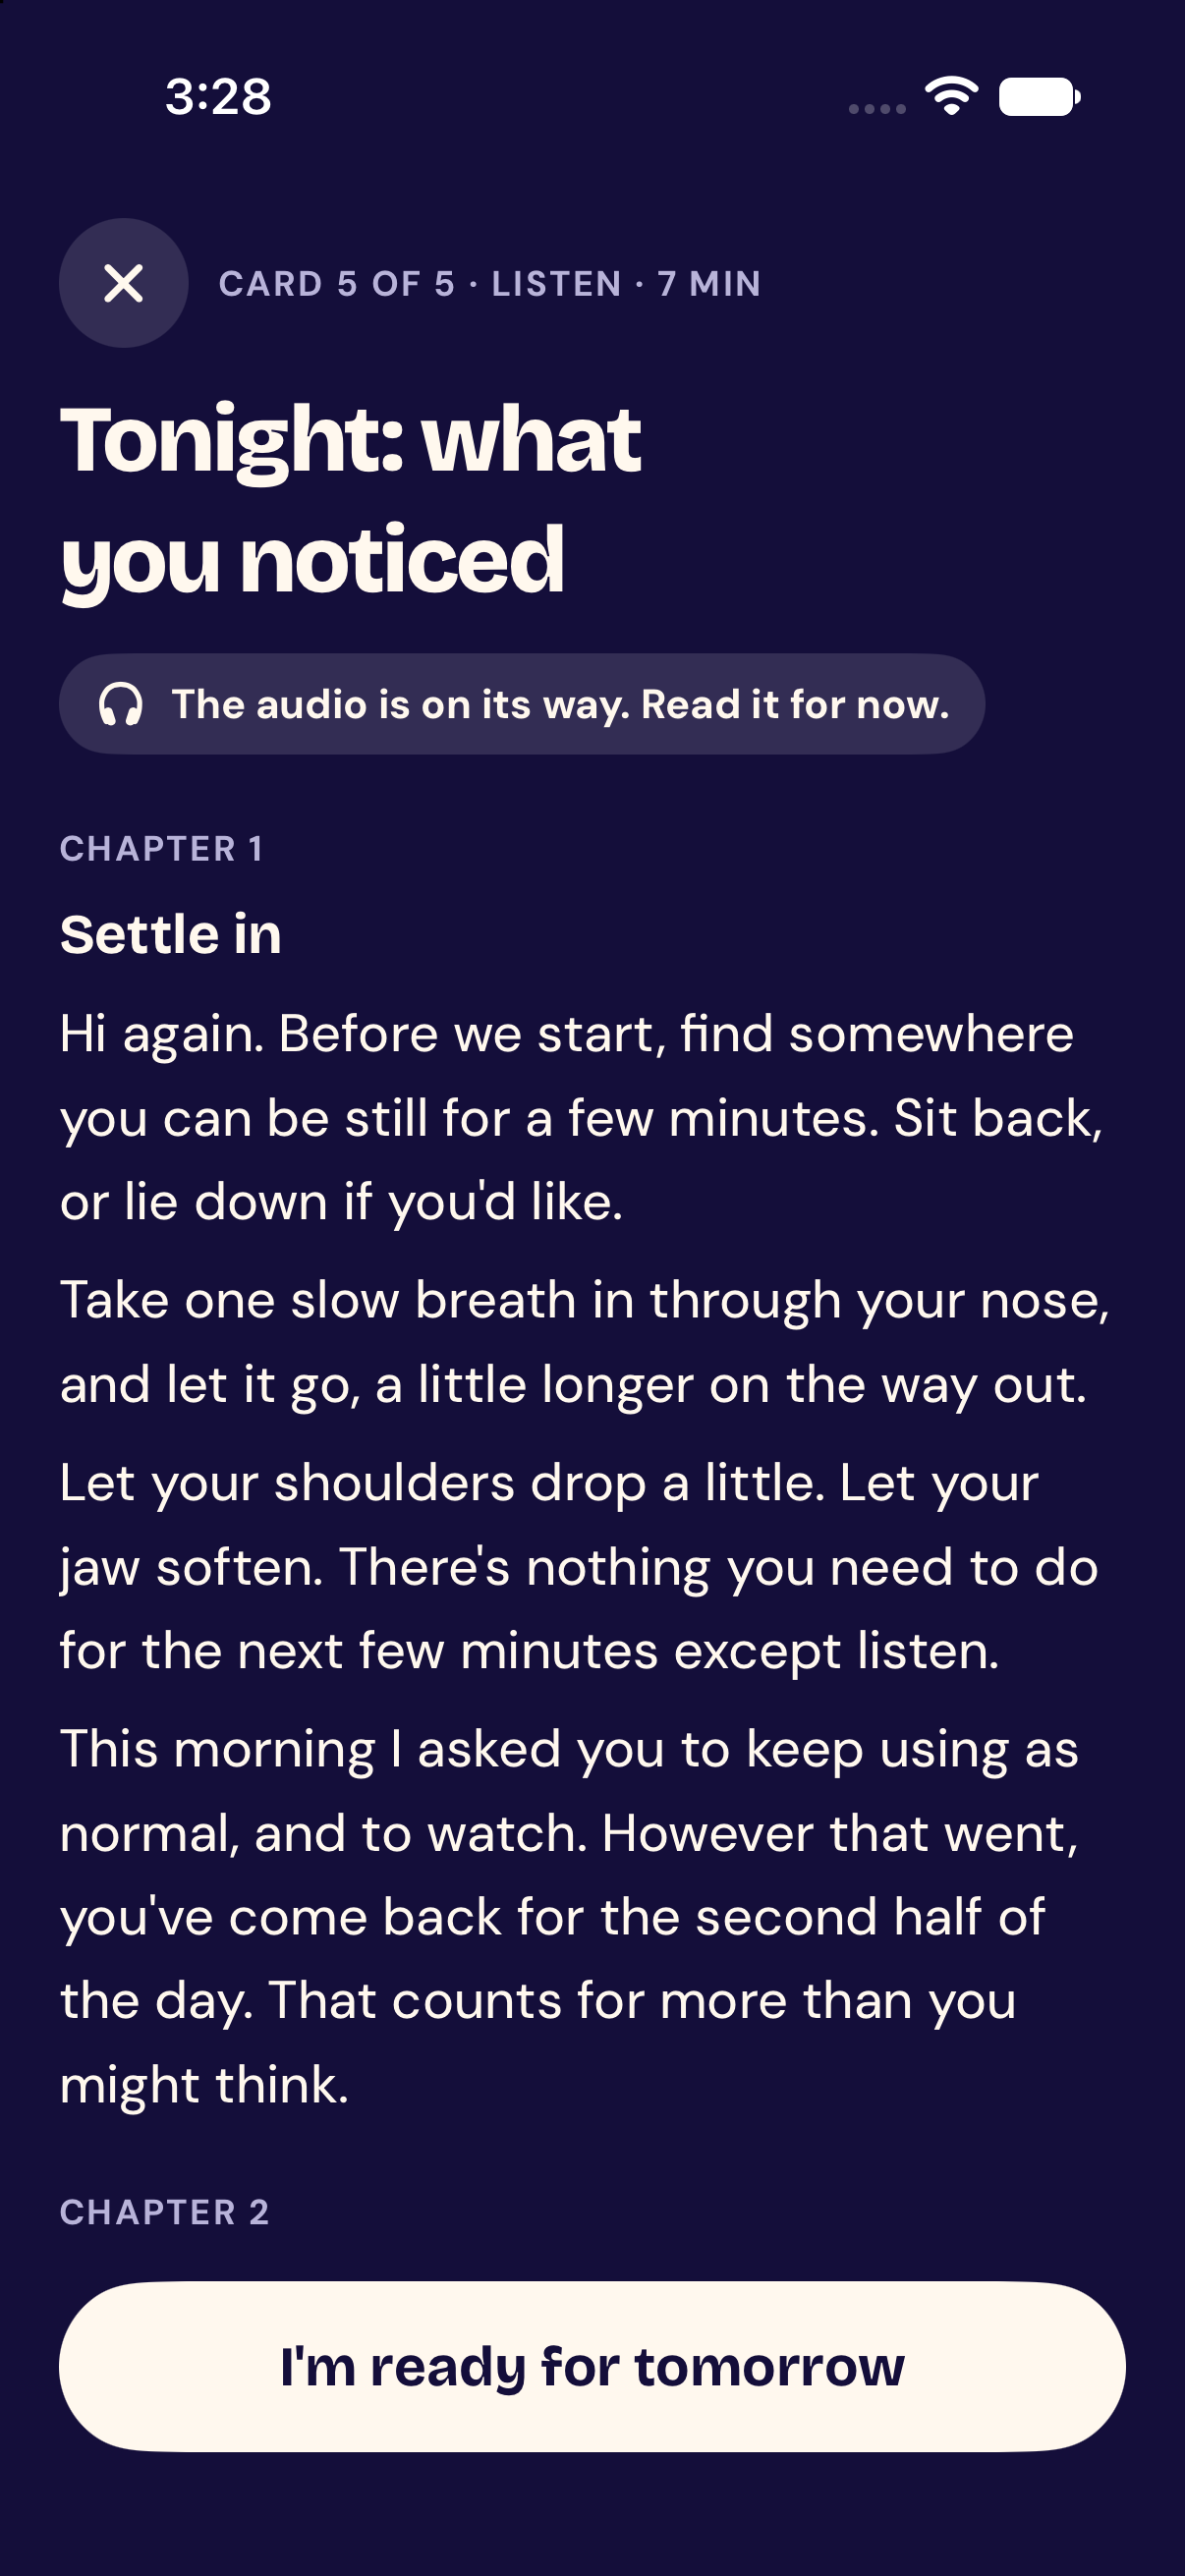 3:28
CARD 5 OF 5 · LISTEN · 7 MIN
Tonight: what
you noticed
The audio is on its way. Read it for now.
CHAPTER 1
Settle in
Hi again. Before we start, find somewhere
you can be still for a few minutes. Sit back,
or lie down if you'd like.
Take one slow breath in through your nose,
and let it go, a little longer on the way out.
Let your shoulders drop a little. Let your
jaw soften. There's nothing you need to do
for the next few minutes except listen.
This morning I asked you to keep using as
normal, and to watch. However that went,
you've come back for the second half of
the day. That counts for more than you
might think.
CHAPTER 2
I'm ready for tomorrow